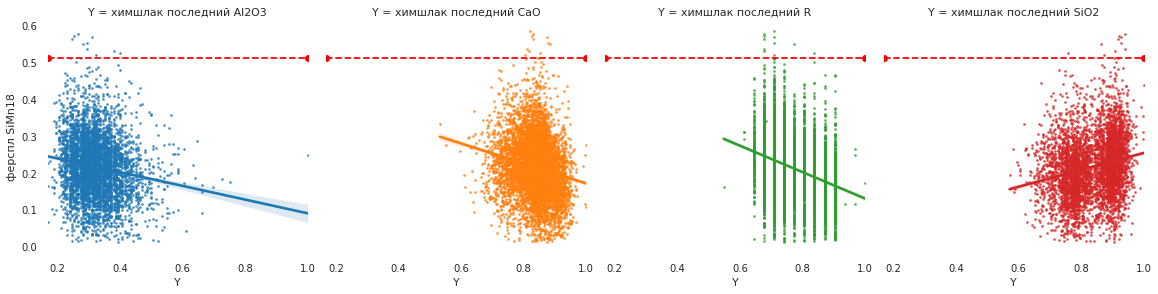 Y = химшлак последний Al2O3
Y = химшлак последний CaO
Y = химшлак последний R
Y = химшлак последний SiO2
ферспл SiMn18
0.6
0.5
0.4
0.3
0.2
0.1
0.0
0.2 0.4 0.6 0.8 1.0
0.2 0.4 0.6 0.8 1.0
0.2 0.4 0.6 0.8 1.0
0.2 0.4 0.6 0.8 1.0
Y
Y
Y
Y